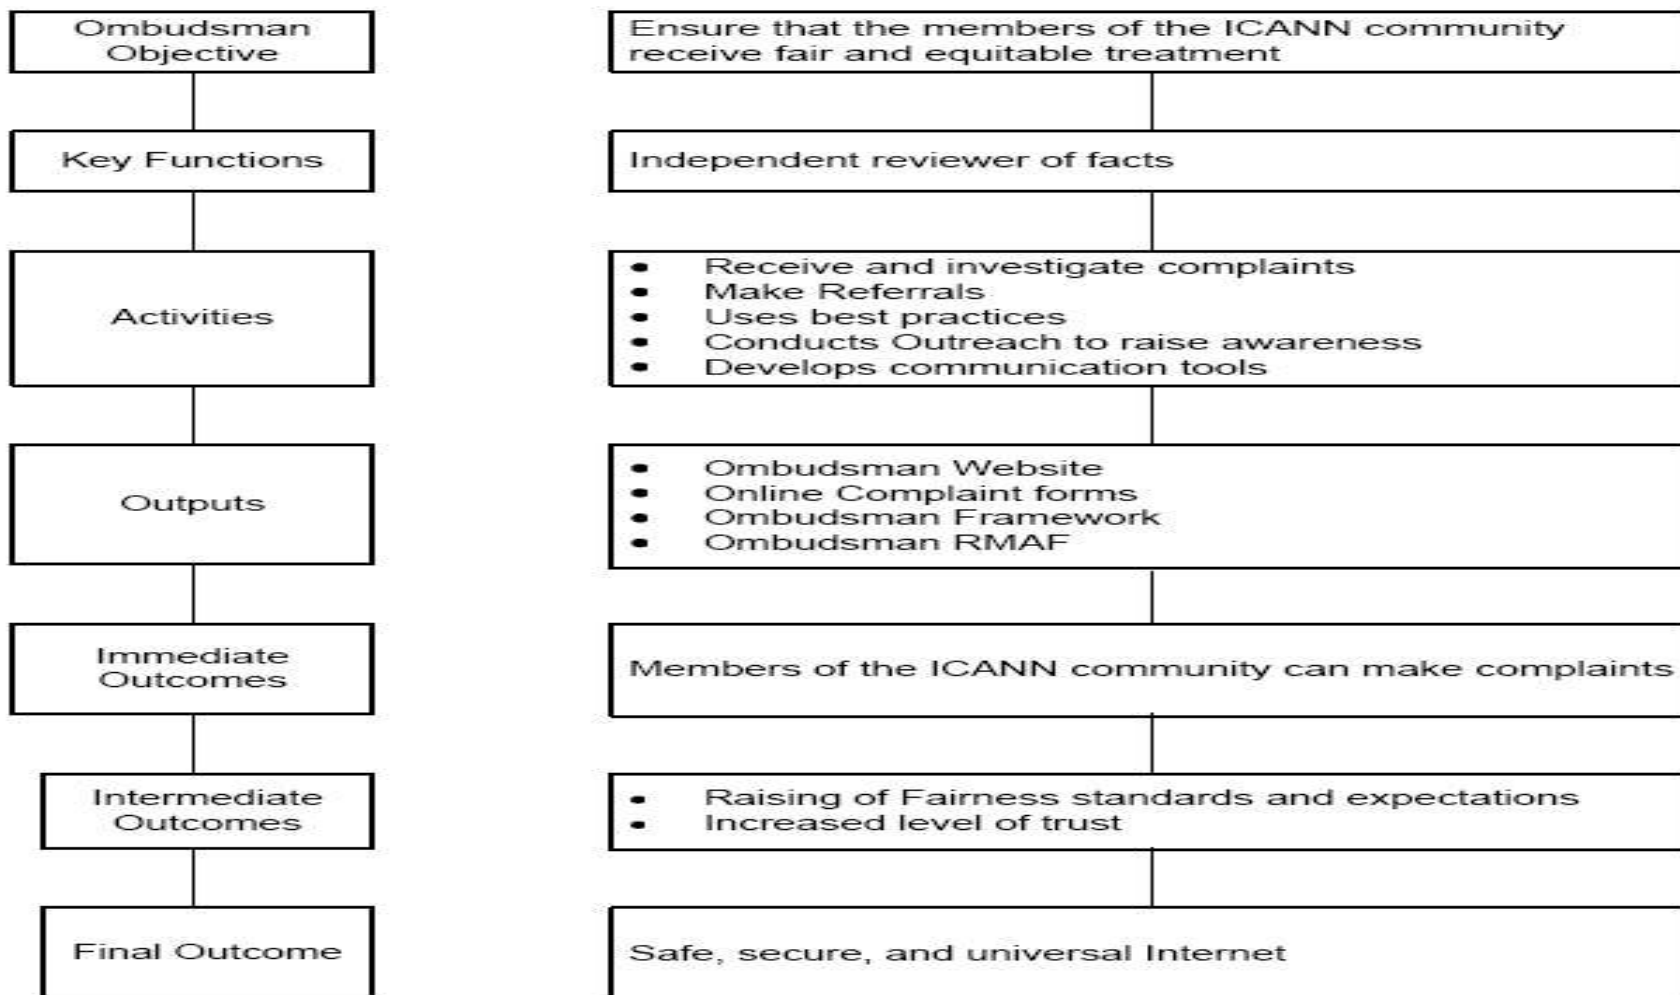 Ombudsman
Objective
Ensure that the members of the ICANN community
receive fair and equitable treatment
Key Functions
Independent reviewer of facts
Activities
• Receive and investigate complaints
• Make Referrals
• Uses best practices
• Conducts Outreach to raise awareness
• Develops communication tools
Outputs
• Ombudsman Website
• Online Complaint forms
• Ombudsman Framework
• Ombudsman RMAF
Immediate
Outcomes
Members of the ICANN community can make complaints
Intermediate
Outcomes
• Raising of Fairness standards and expectations
• Increased level of trust
Final Outcome
Safe, secure, and universal Internet